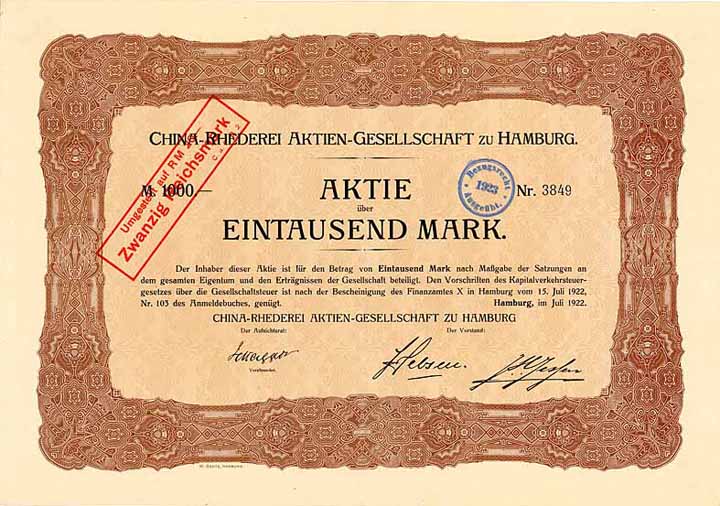 CHINA-RHEDEREI AKTIEN-GESELLSCHAFT ZU HAMBURG.
Umgestellt auf RM
Zwanzig Reichsmark
M. 1000.—
AKTIE
Bezugsrecht
1923
Ausgeübt.
Nr. 3849
über
EINTAUSEND MARK.
Der Inhaber dieser Aktie ist für den Betrag von Eintausend Mark nach Maßgabe der Satzungen an
dem gesamten Eigentum und den Erträgnissen der Gesellschaft beteiligt. Den Vorschriften des Kapitalverkehrsteuer-
gesetzes über die Gesellschaftsteuer ist nach der Bescheinigung des Finanzamtes X in Hamburg vom 15. Juli 1922,
Nr. 103 des Anmeldebuches, genügt. Hamburg, im Juli 1922.
CHINA-RHEDEREI AKTIEN-GESELLSCHAFT ZU HAMBURG
Der Aufsichtsrat: Der Vorstand:
Vorsitzender.